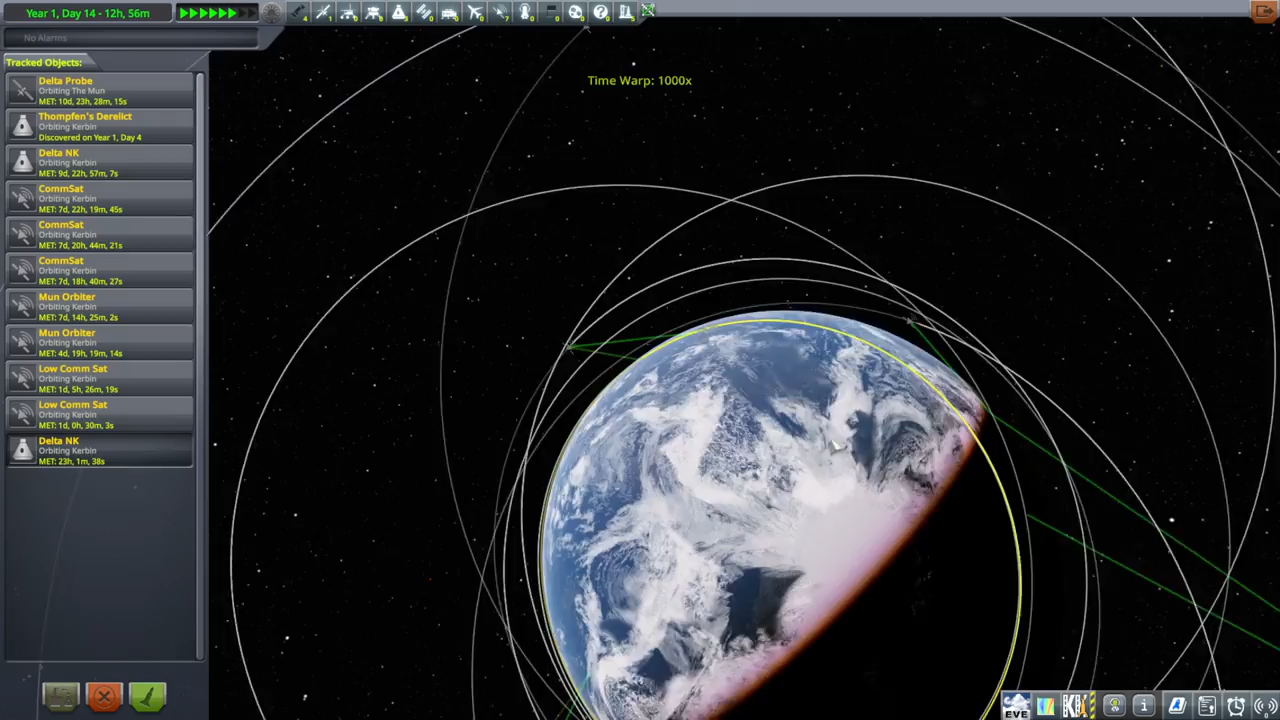 Year 1, Day 14 - 12h, 56m
No Alarms
Tracked Objects:
Time Warp: 1000x
Delta Probe
Orbiting The Mun
MET: 10d, 23h, 28m, 15s
Thompfen's Derelict
Orbiting Kerbin
Discovered on Year 1, Day 4
Delta NK
Orbiting Kerbin
MET: 9d, 22h, 57m, 7s
CommSat
Orbiting Kerbin
MET: 7d, 22h, 19m, 45s
CommSat
Orbiting Kerbin
MET: 7d, 20h, 44m, 21s
CommSat
Orbiting Kerbin
MET: 7d, 18h, 40m, 27s
Mun Orbiter
Orbiting Kerbin
MET: 7d, 14h, 25m, 2s
Mun Orbiter
Orbiting Kerbin
MET: 4d, 19h, 19m, 14s
Low Comm Sat
Orbiting Kerbin
MET: 1d, 5h, 26m, 19s
Low Comm Sat
Orbiting Kerbin
MET: 1d, 0h, 30m, 3s
Delta NK
Orbiting Kerbin
MET: 23h, 1m, 38s
EVE